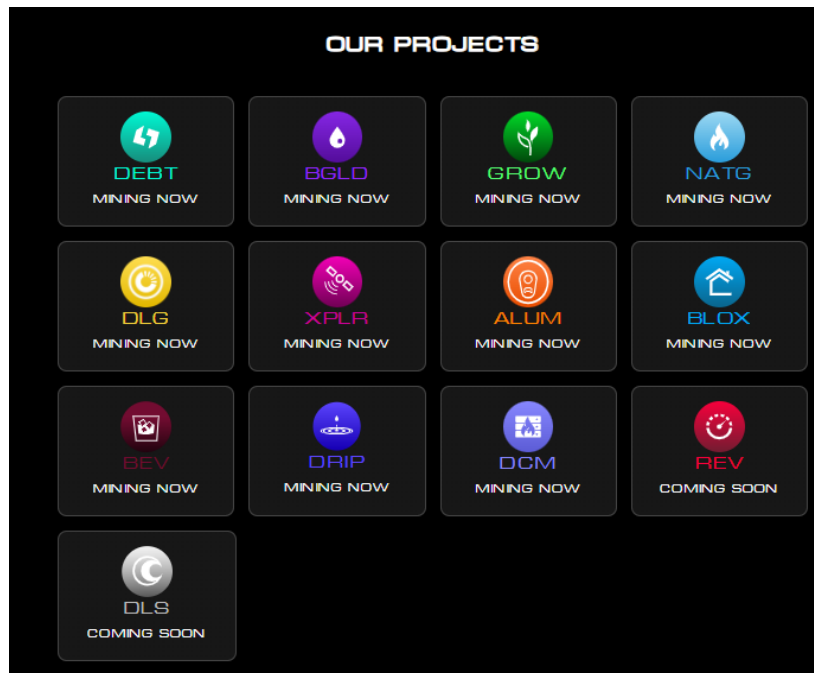 OUR PROJECTS
DEBT
MINING NOW
BGLD
MINING NOW
GROW
MINING NOW
NATG
MINING NOW
DLG
MINING NOW
XPLR
MINING NOW
ALUM
MINING NOW
BLOX
MINING NOW
BEV
MINING NOW
DRIP
MINING NOW
DCM
MINING NOW
REV
COMING SOON
DLS
COMING SOON